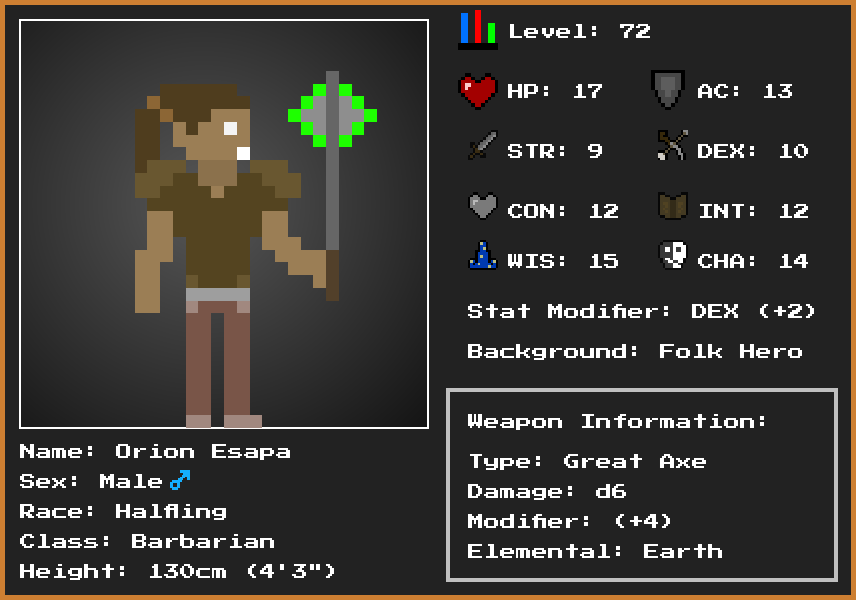 Level: 72
HP: 17
AC: 13
STR: 9
DEX: 10
CON: 12
INT: 12
WIS: 15
CHA: 14
Stat Modifier: DEX (+2)
Background: Folk Hero
Weapon Information:
Type: Great Axe
Damage: d6
Modifier: (+4)
Elemental: Earth
Name: Orion Esapa
Sex: Male♂
Race: Halfling
Class: Barbarian
Height: 130cm (4'3")